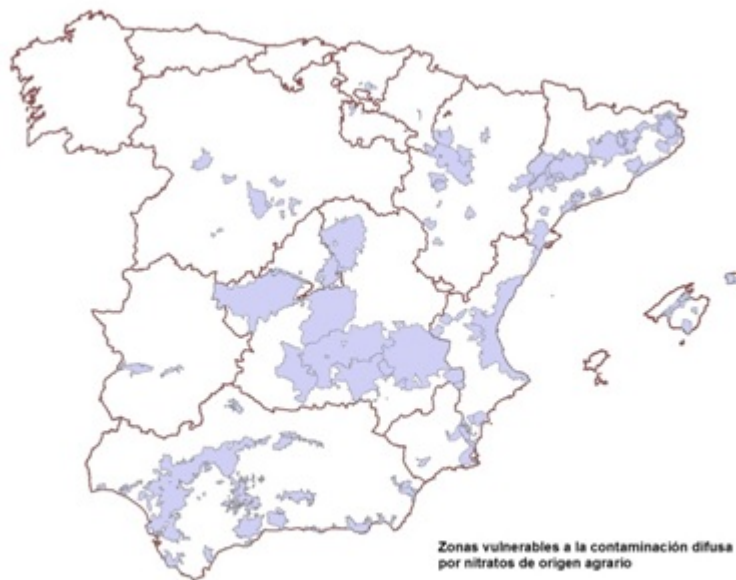 Zonas vulnerables a la contaminación difusa
por nitratos de origen agrario